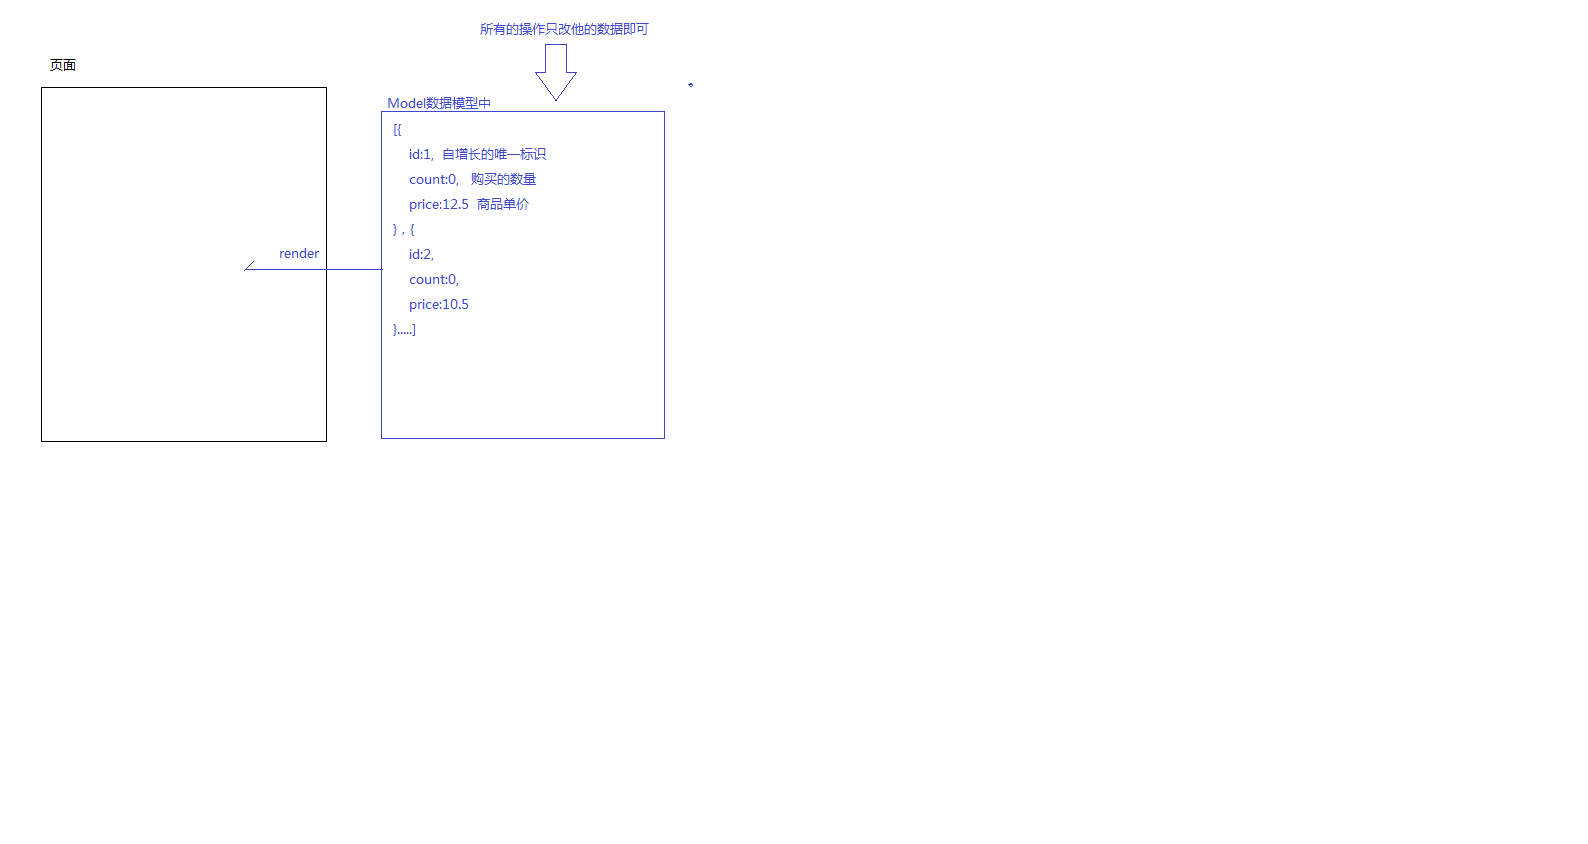 所有的操作只改他的数据即可
页面
Model数据模型中
[{
id:1, 自增长的唯一标识
count:0, 购买的数量
price:12.5 商品单价
} , {
render
id:2,
count:0,
price:10.5
}.....]